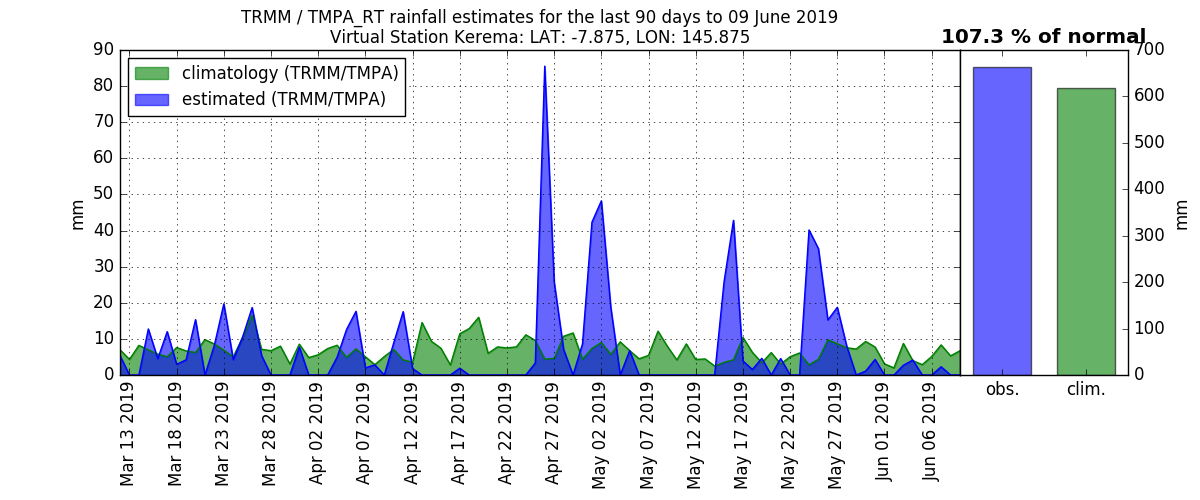 TRMM / TMPA_RT rainfall estimates for the last 90 days to 09 June 2019
Virtual Station Kerema: LAT: -7.875, LON: 145.875
107.3 % of normal
climatology (TRMM/TMPA)
estimated (TRMM/TMPA)
mm
90
80
70
60
50
40
30
20
10
0
Mar 13 2019
Mar 18 2019
Mar 23 2019
Mar 28 2019
Apr 02 2019
Apr 07 2019
Apr 12 2019
Apr 17 2019
Apr 22 2019
Apr 27 2019
May 02 2019
May 07 2019
May 12 2019
May 17 2019
May 22 2019
May 27 2019
Jun 01 2019
Jun 06 2019
obs.
clim.
700
600
500
400
300
200
100
0
mm